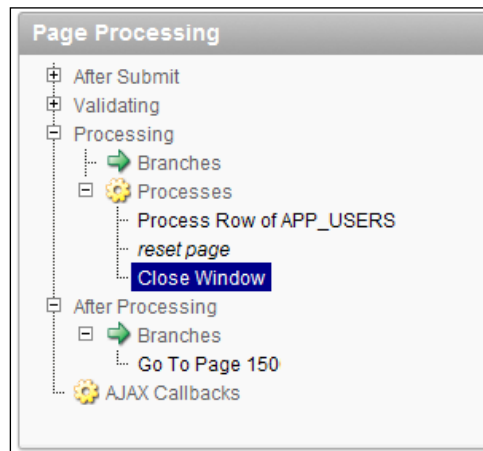 Page Processing
After Submit
Validating
Processing
Branches
Processes
Process Row of APP_USERS
reset page
Close Window
After Processing
Branches
Go To Page 150
AJAX Callbacks